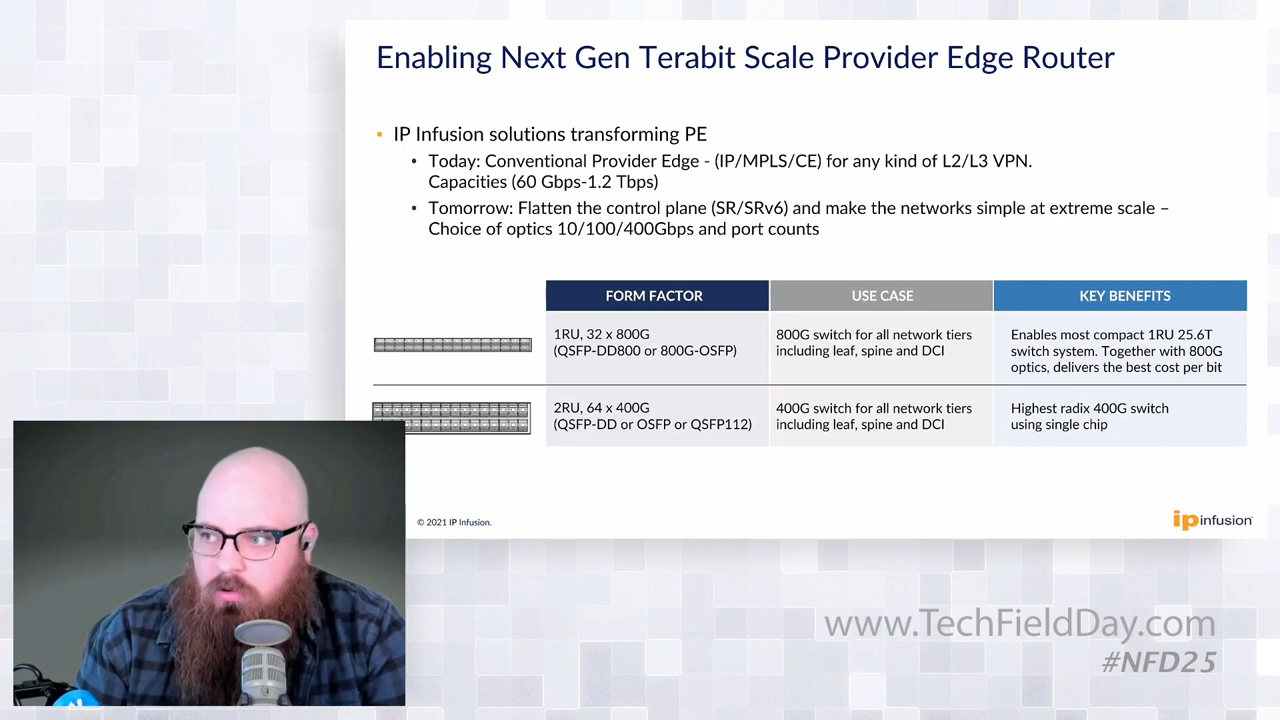 Enabling Next Gen Terabit Scale Provider Edge Router
▪ IP Infusion solutions transforming PE
• Today: Conventional Provider Edge - (IP/MPLS/CE) for any kind of L2/L3 VPN.
Capacities (60 Gbps-1.2 Tbps)
• Tomorrow: Flatten the control plane (SR/SRv6) and make the networks simple at extreme scale –
Choice of optics 10/100/400Gbps and port counts
FORM FACTOR
USE CASE
KEY BENEFITS
1RU, 32 x 800G
(QSFP-DD800 or 800G-OSFP)
800G switch for all network tiers
including leaf, spine and DCI
Enables most compact 1RU 25.6T
switch system. Together with 800G
optics, delivers the best cost per bit
2RU, 64 x 400G
(QSFP-DD or OSFP or QSFP112)
400G switch for all network tiers
including leaf, spine and DCI
Highest radix 400G switch
using single chip
© 2021 IP Infusion.
ipinfusion
www.TechFieldDay.com
#NFD25